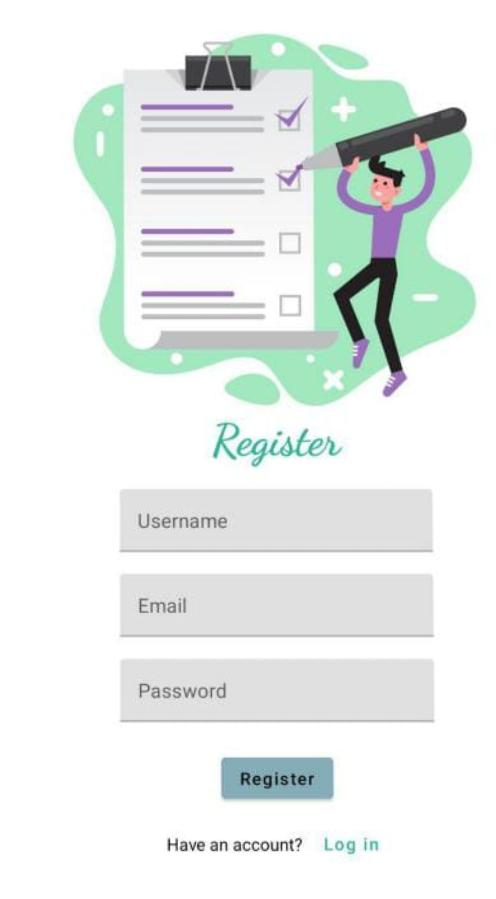 Register
Username
Email
Password
Register
Have an account? Log in